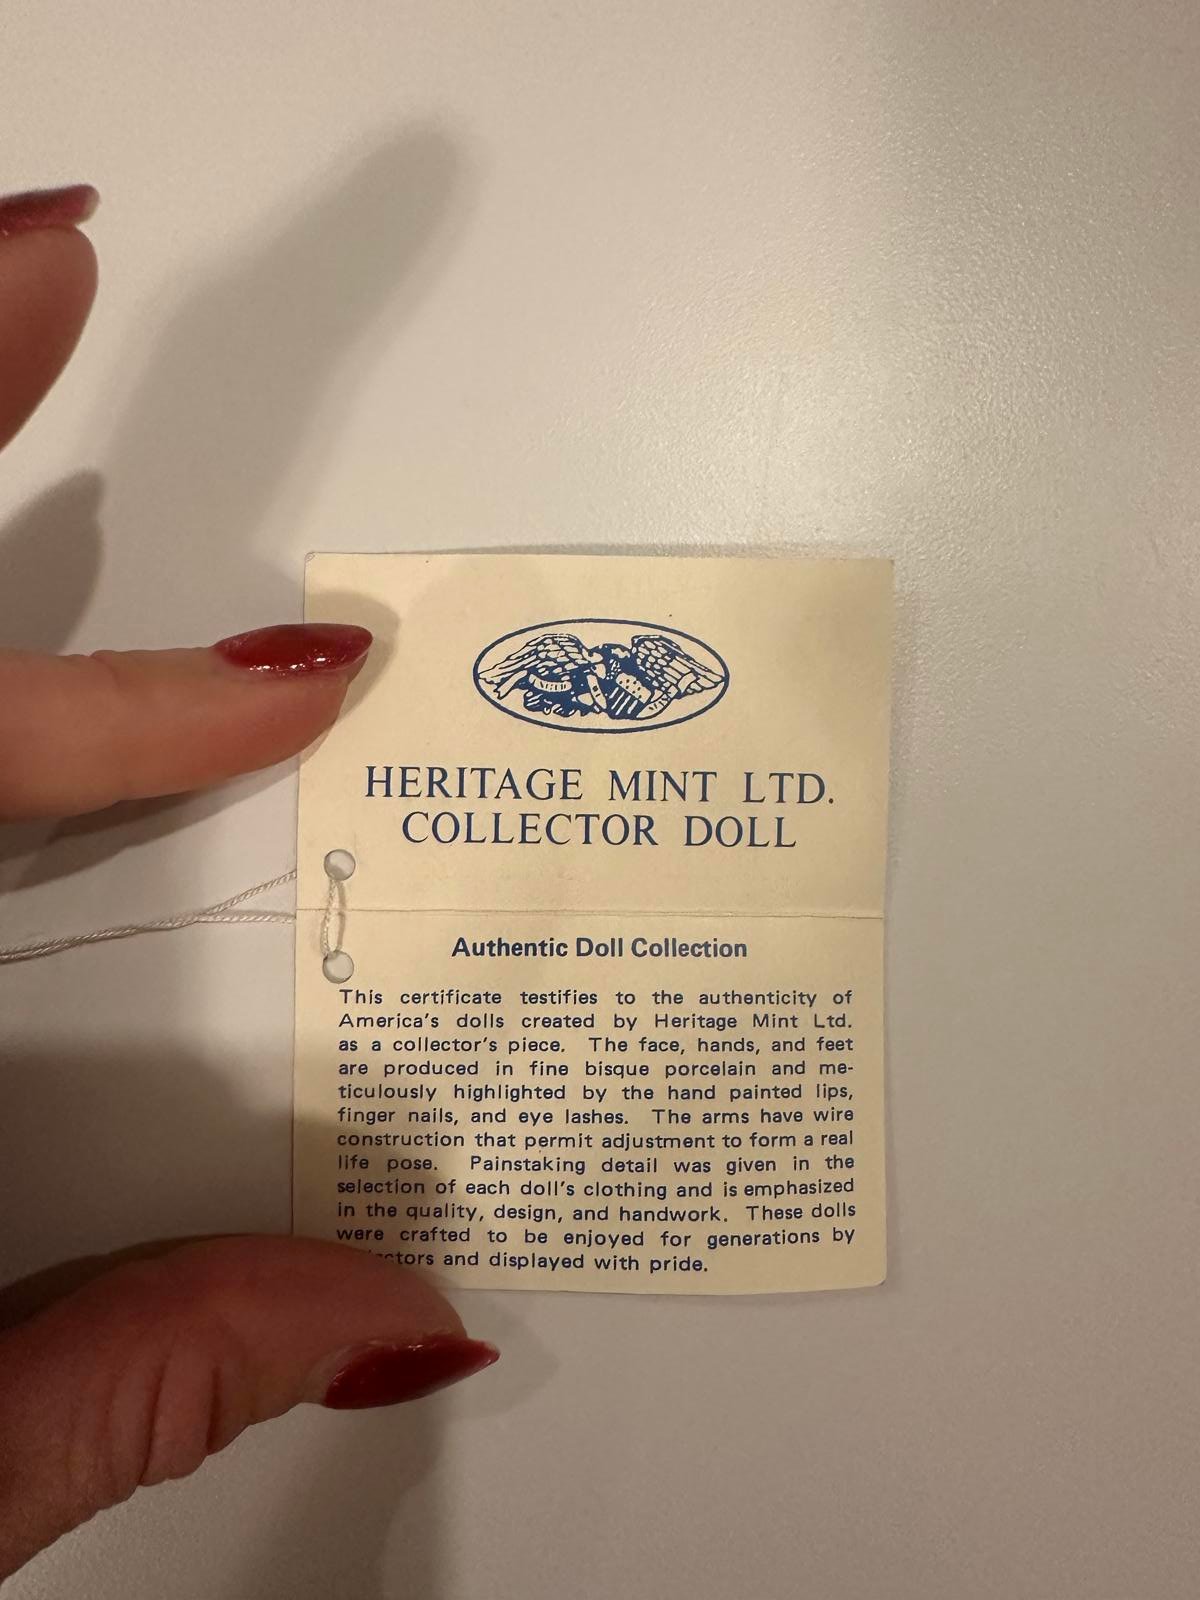 HERITAGE MINT LTD.
COLLECTOR DOLL
Authentic Doll Collection
This certificate testifies to the authenticity of
America's dolls created by Heritage Mint Ltd.
as a collector's piece. The face, hands, and feet
are produced in fine bisque porcelain and me-
ticulously highlighted by the hand painted lips,
finger nails, and eye lashes. The arms have wire
construction that permit adjustment to form a real
life pose. Painstaking detail was given in the
selection of each doll's clothing and is emphasized
in the quality, design, and handwork. These dolls
were crafted to be enjoyed for generations by
and displayed with pride.